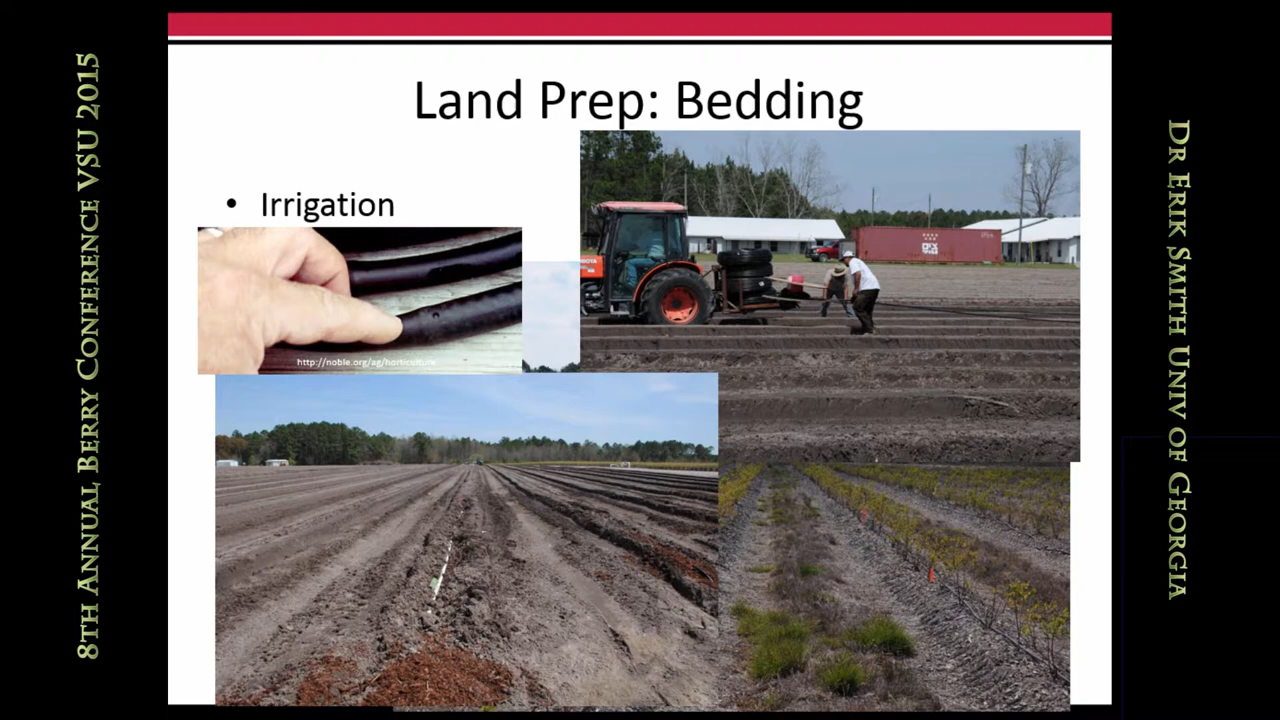 8TH ANNUAL BERRY CONFERENCE VSU 2015
Land Prep: Bedding
• Irrigation
http://noble.org/ag/horticulture
DR ERIK SMITH UNIV OF GEORGIA